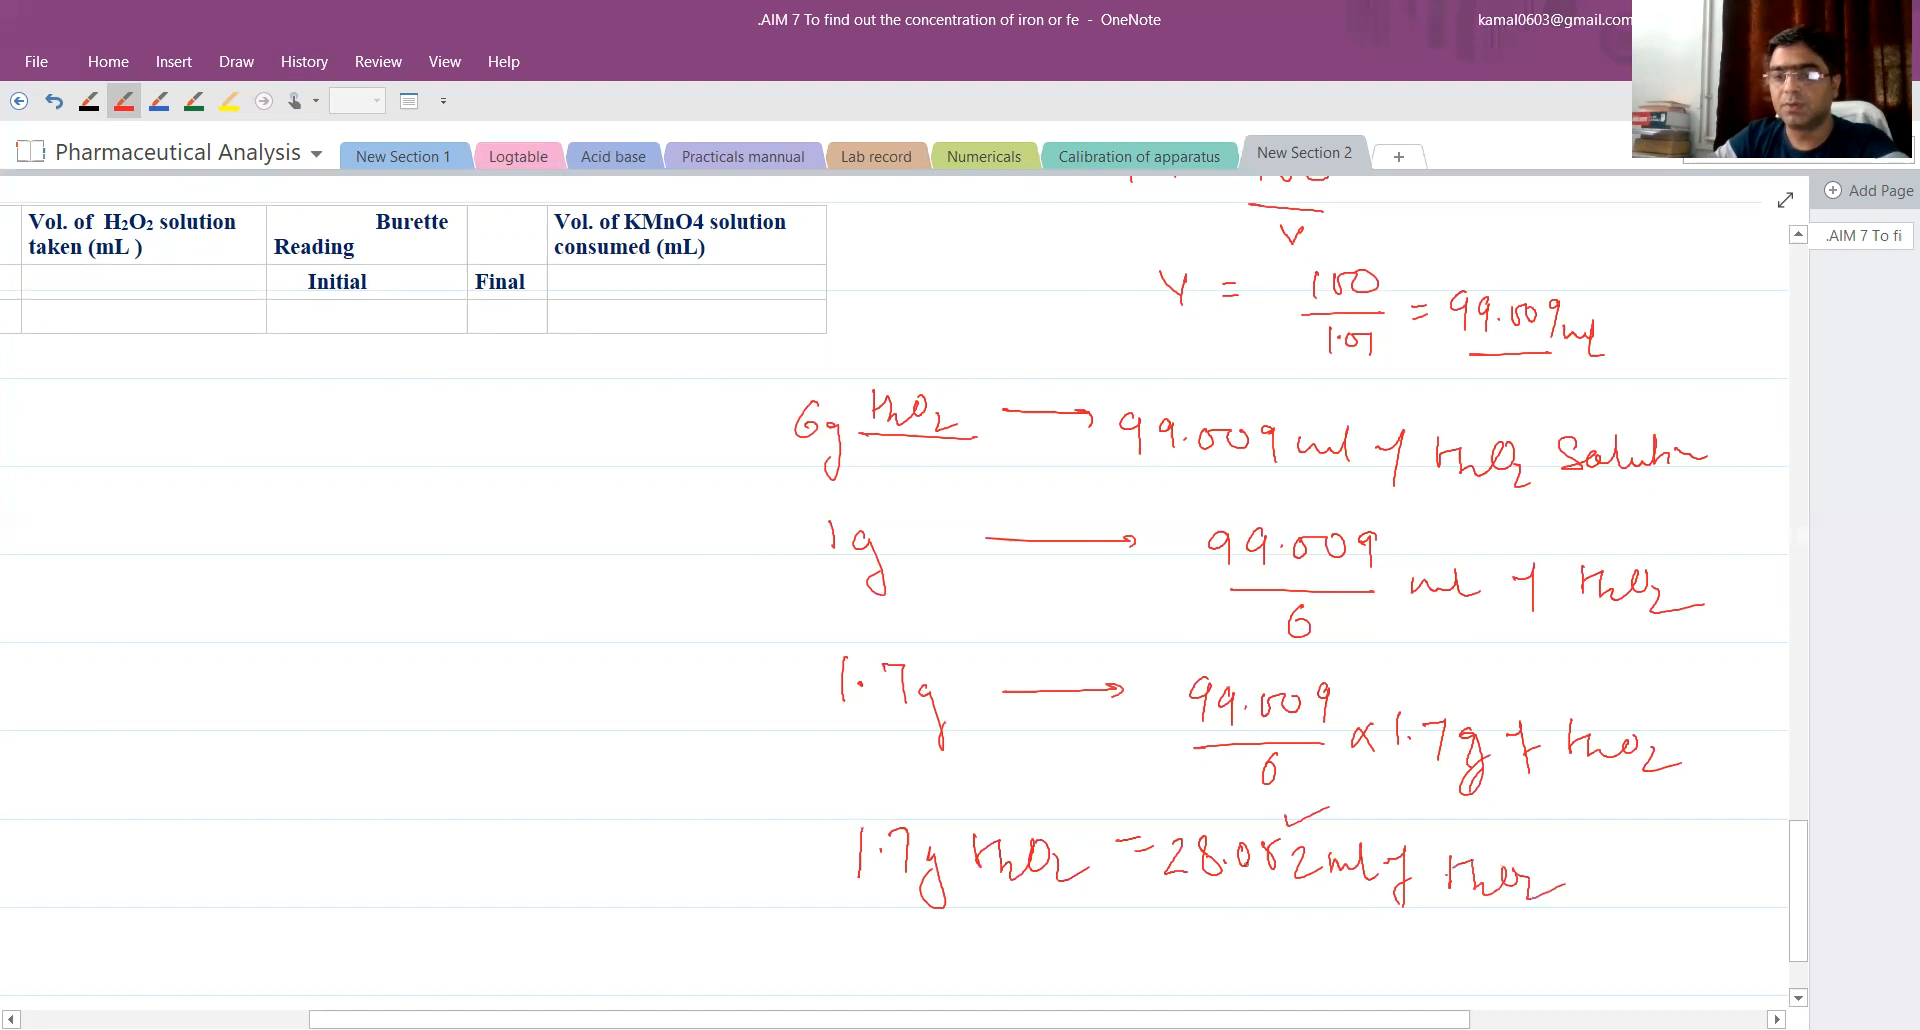 .AIM 7 To find out the concentration of iron or fe - OneNote
kamal0603@gmail.com
File Home Insert Draw History Review View Help
Pharmaceutical Analysis New Section 1 Logtable Acid base Practicals mannual Lab record Numericals Calibration of apparatus New Section 2 +
Add Page
.AIM 7 To fi
Vol. of H₂O₂ solution taken (mL ) Burette Reading Vol. of KMnO4 solution consumed (mL)
Initial Final
V
V = 100 / 1.01 = 99.009 ml
6g H₂O₂ → 99.009 ml of H₂O₂ Solution
1g → 99.009 / 6 ml of H₂O₂
1.7g → 99.009 / 6 × 1.7g of H₂O₂
1.7g H₂O₂ = 28.052 ml of H₂O₂